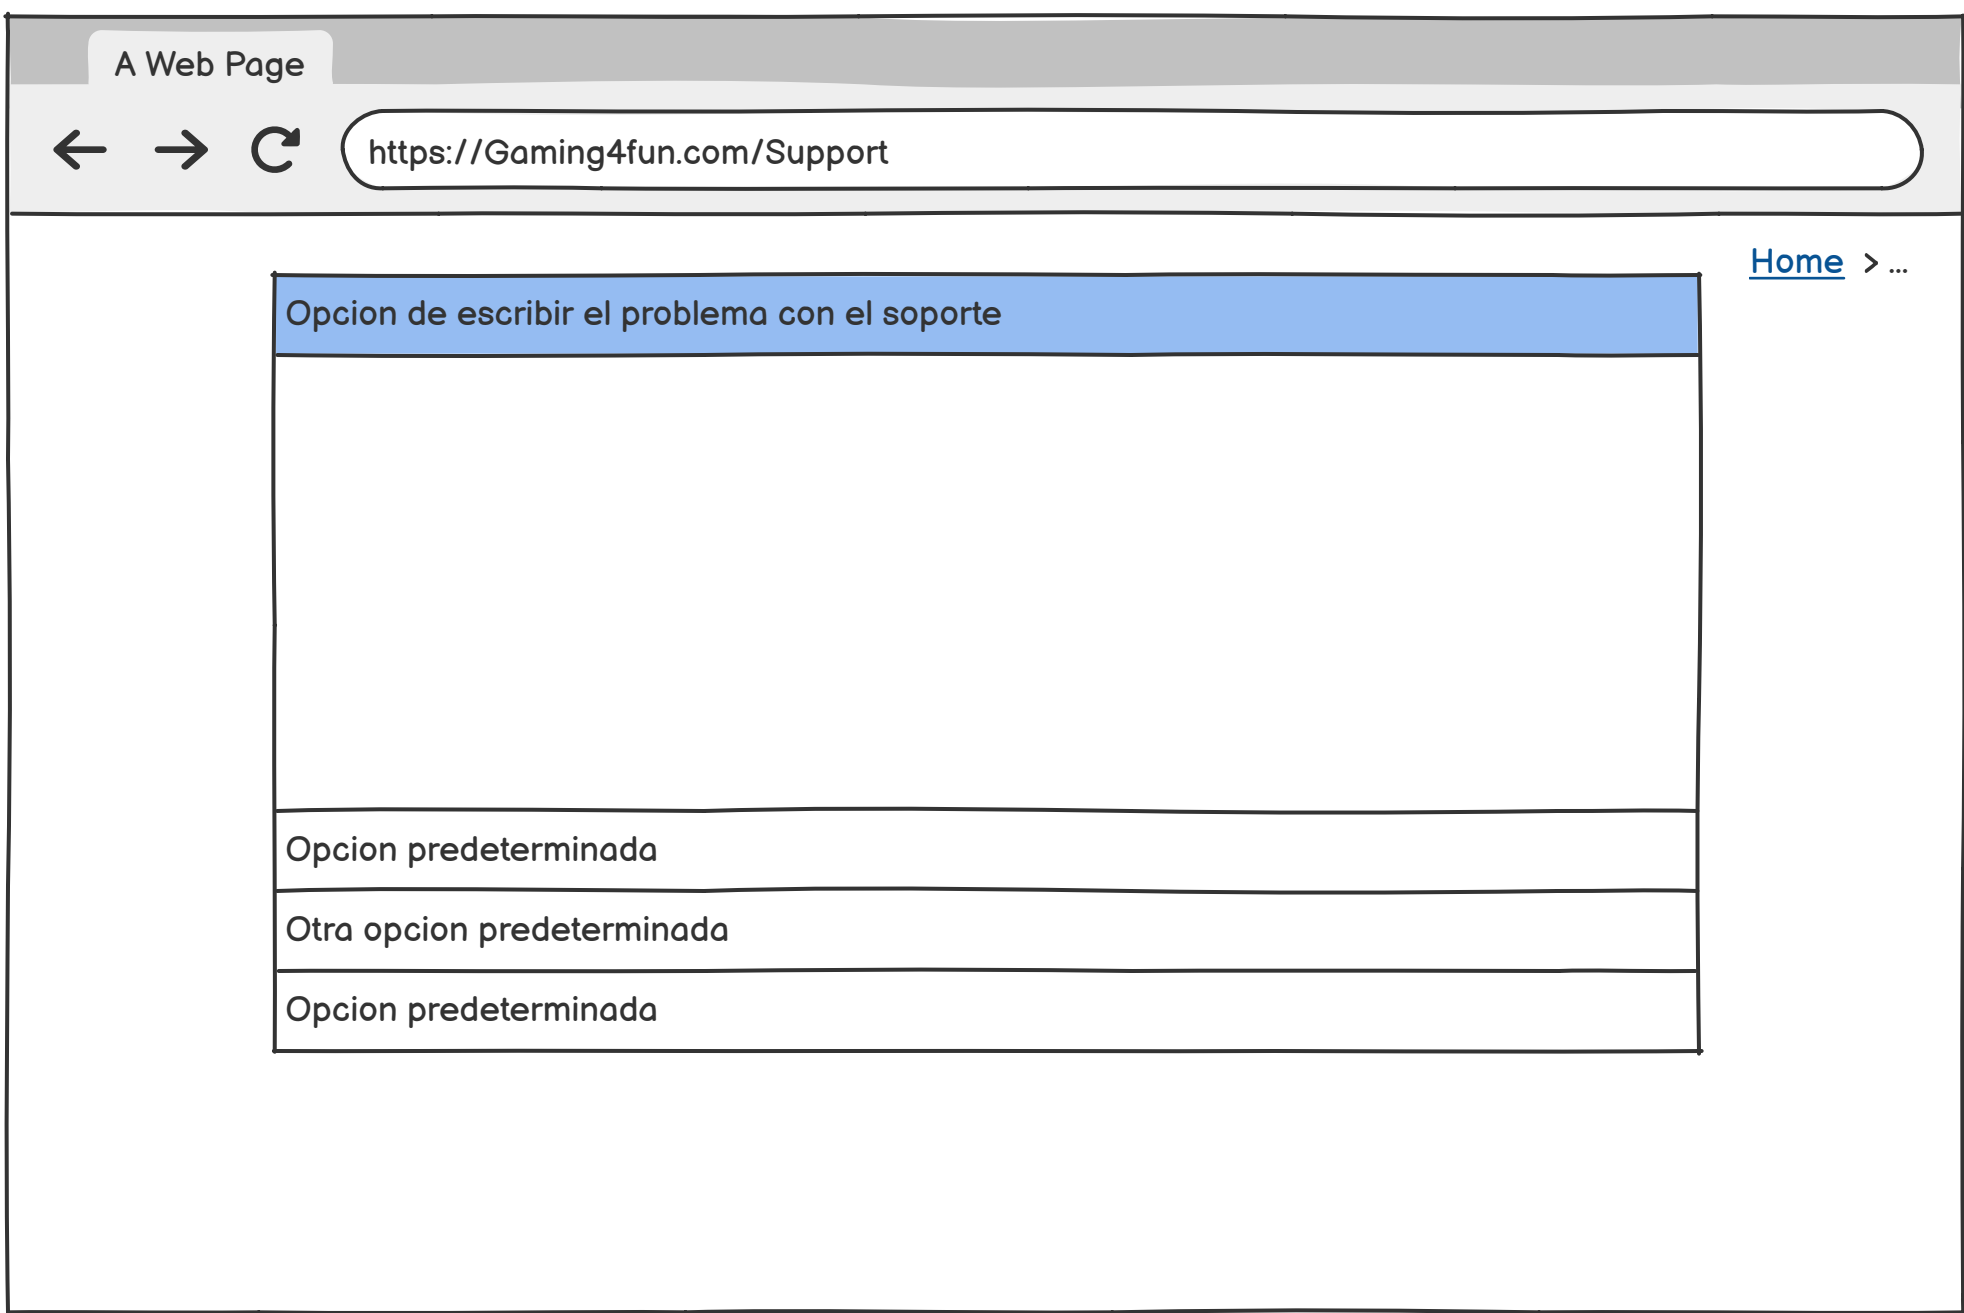 A Web Page
https://Gaming4fun.com/Support
Home > ...
Opcion de escribir el problema con el soporte
Opcion predeterminada
Otra opcion predeterminada
Opcion predeterminada